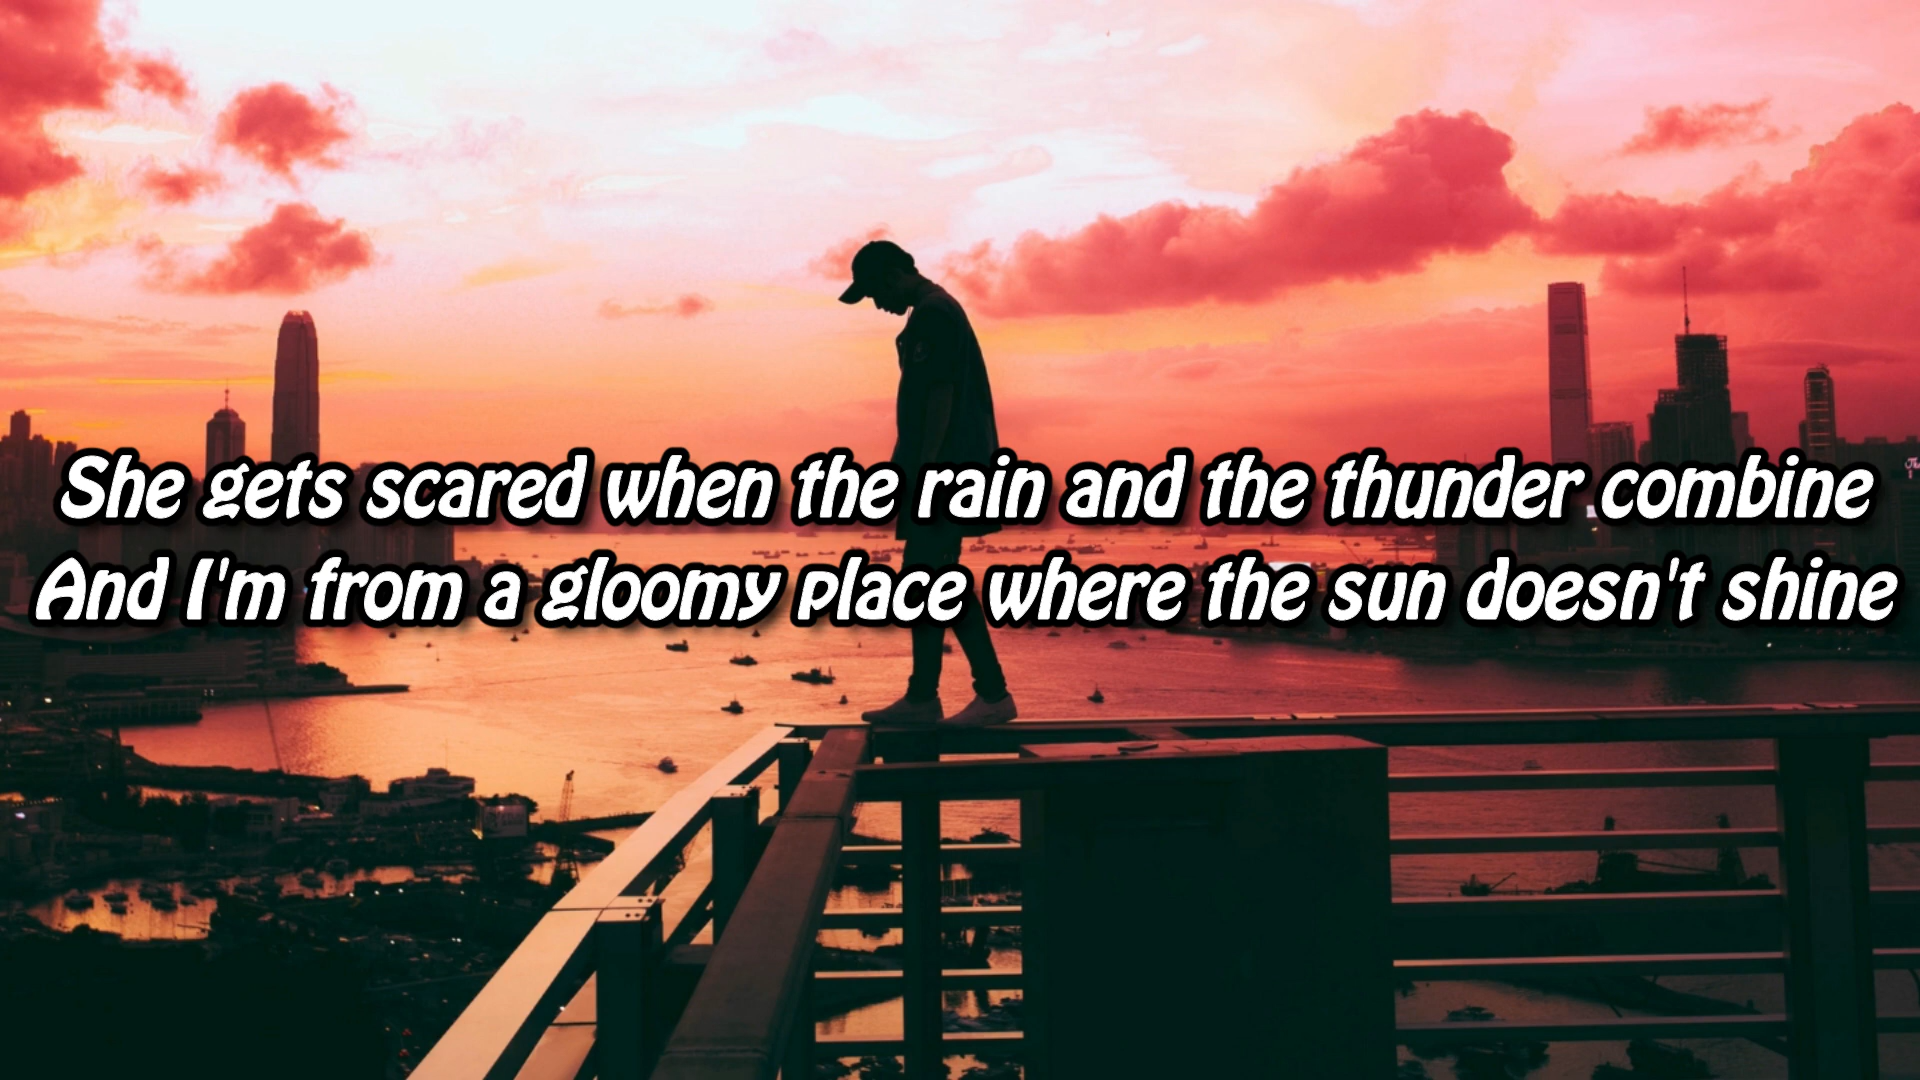 She gets scared when the rain and the thunder combine
And I'm from a gloomy place where the sun doesn't shine